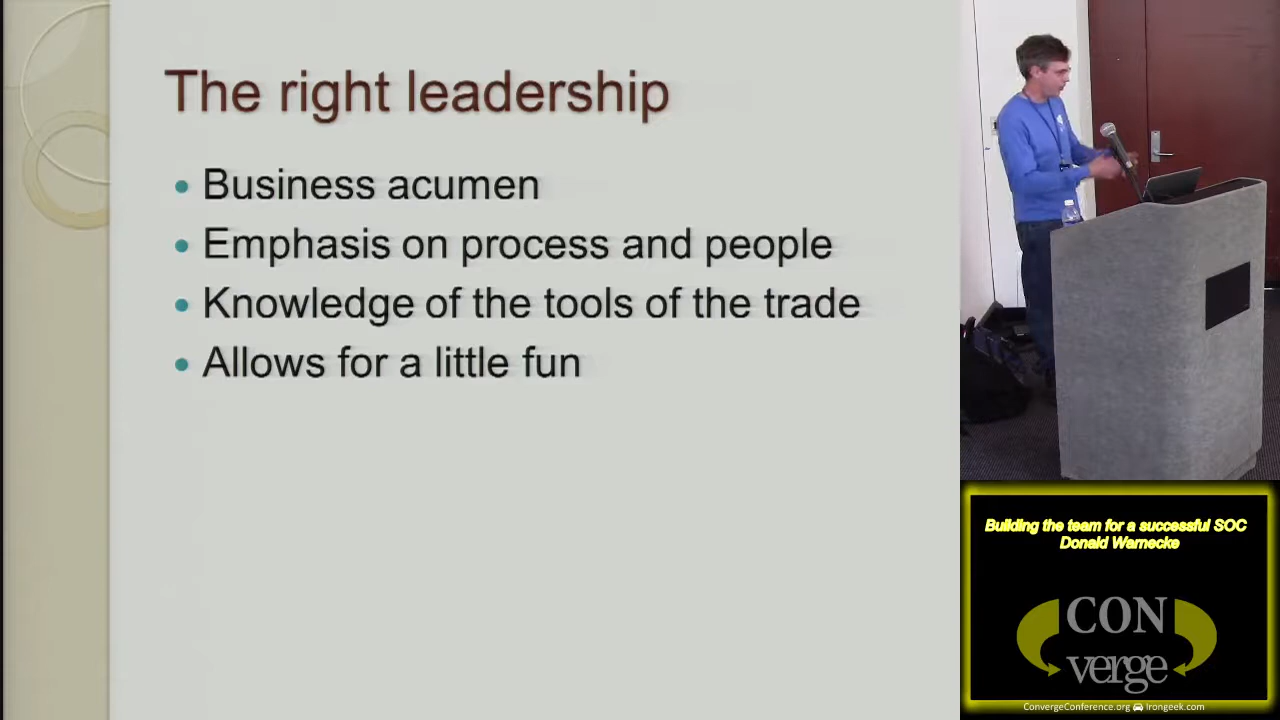 The right leadership
Business acumen
Emphasis on process and people
Knowledge of the tools of the trade
Allows for a little fun
Building the team for a successful SOC
Donald Warnecke
CON
verge
ConvergeConference.org Irongeek.com